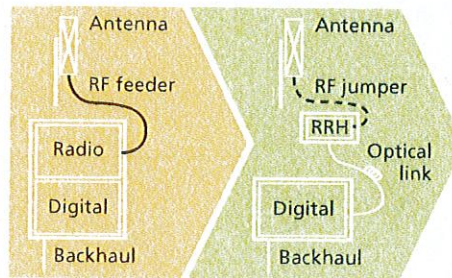 Antenna
RF feeder
Radio
Digital
Backhaul
Antenna
RF jumper
RRH
Optical
link
Digital
Backhaul